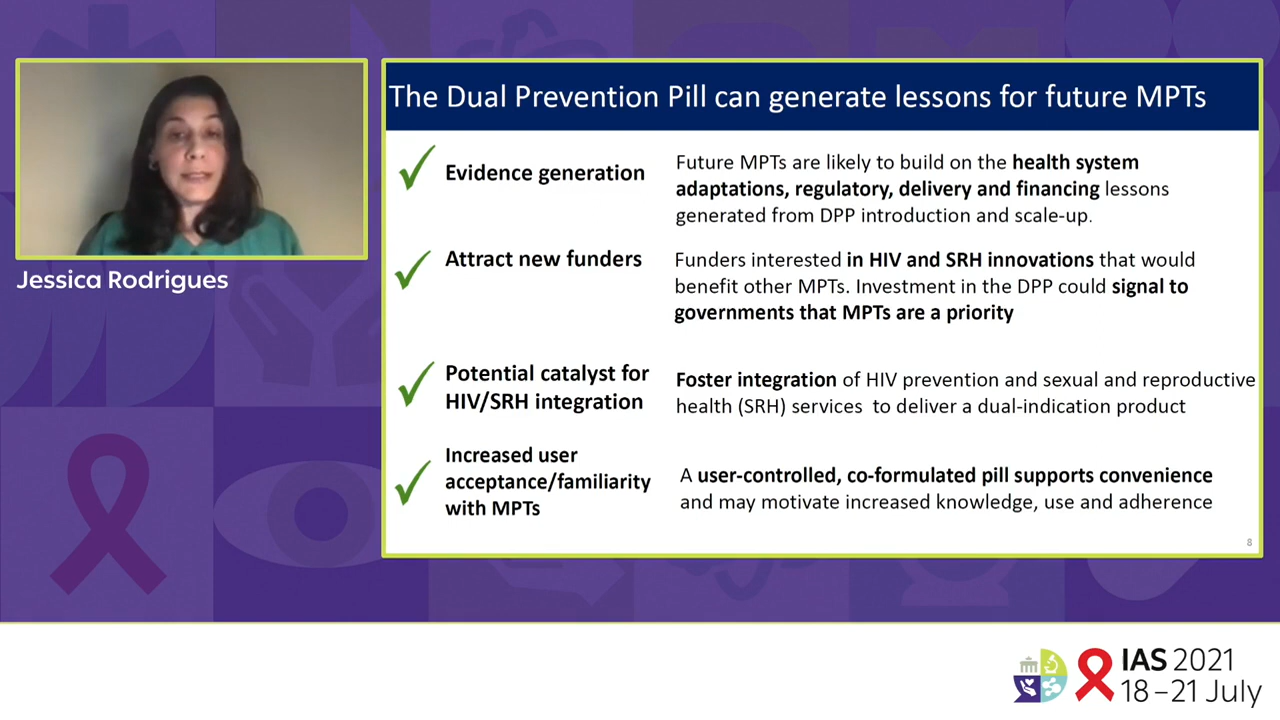 The Dual Prevention Pill can generate lessons for future MPTs
Evidence generation
Future MPTs are likely to build on the health system
adaptations, regulatory, delivery and financing lessons
generated from DPP introduction and scale-up.
Attract new funders
Funders interested in HIV and SRH innovations that would
benefit other MPTs. Investment in the DPP could signal to
governments that MPTs are a priority
Potential catalyst for
HIV/SRH integration
Foster integration of HIV prevention and sexual and reproductive
health (SRH) services to deliver a dual-indication product
Increased user
acceptance/familiarity
with MPTs
A user-controlled, co-formulated pill supports convenience
and may motivate increased knowledge, use and adherence
8
Jessica Rodrigues
IAS 2021
18 – 21 July